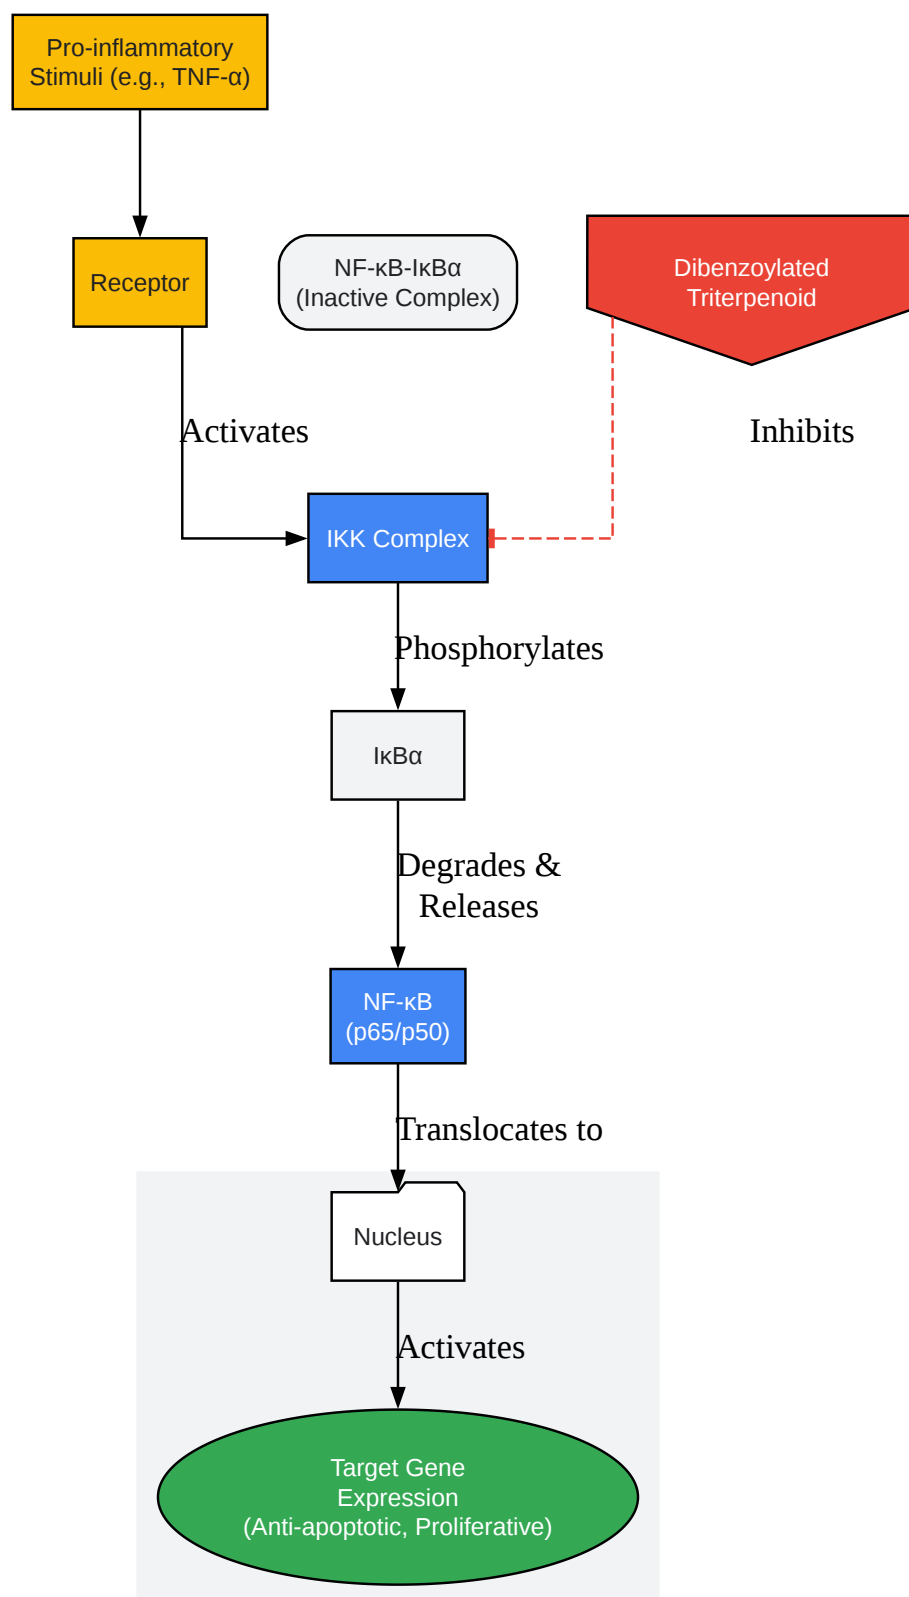 Pro-inflammatory
Stimuli (e.g., TNF-α)
Receptor
NF-κB-IκBα
(Inactive Complex)
Dibenzoylated
Triterpenoid
Activates
Inhibits
IKK Complex
Phosphorylates
IκBα
Degrades &
Releases
NF-κB
(p65/p50)
Translocates to
Nucleus
Activates
Target Gene
Expression
(Anti-apoptotic, Proliferative)